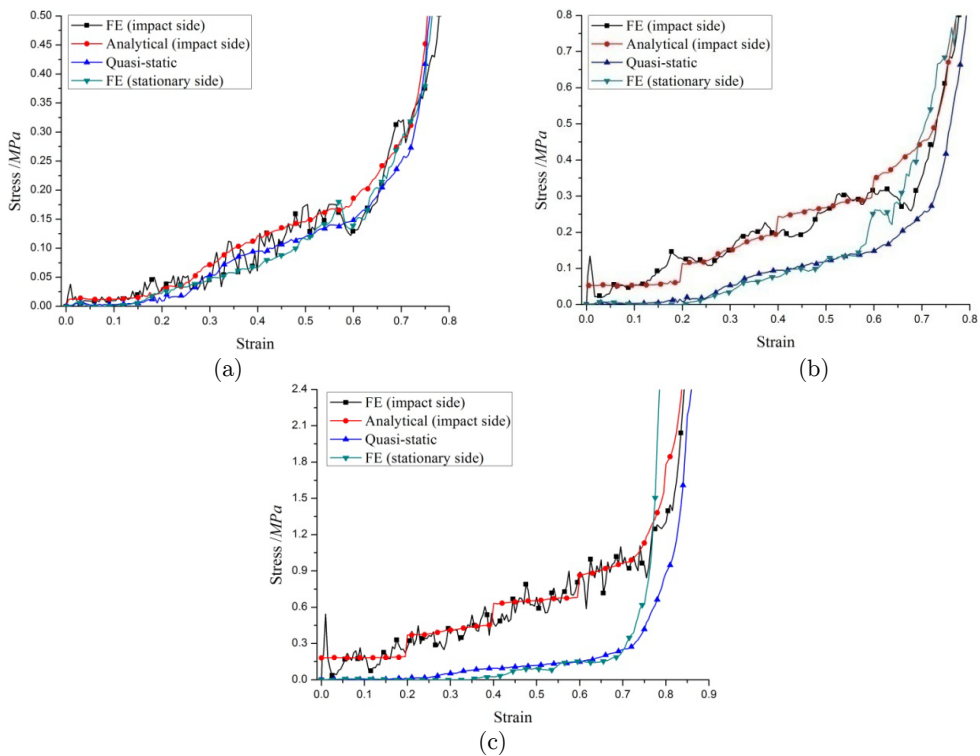 FE (impact side)
Analytical (impact side)
Quasi-static
FE (stationary side)
Stress /MPa
0.50
0.45
0.40
0.35
0.30
0.25
0.20
0.15
0.10
0.05
0.00
0.0 0.1 0.2 0.3 0.4 0.5 0.6 0.7 0.8
Strain
(a)
FE (impact side)
Analytical (impact side)
Quasi-static
FE (stationary side)
Stress /MPa
0.8
0.7
0.6
0.5
0.4
0.3
0.2
0.1
0.0
0.0 0.1 0.2 0.3 0.4 0.5 0.6 0.7 0.8
Strain
(b)
FE (impact side)
Analytical (impact side)
Quasi-static
FE (stationary side)
Stress /MPa
2.4
2.1
1.8
1.5
1.2
0.9
0.6
0.3
0.0
0.0 0.1 0.2 0.3 0.4 0.5 0.6 0.7 0.8 0.9
Strain
(c)